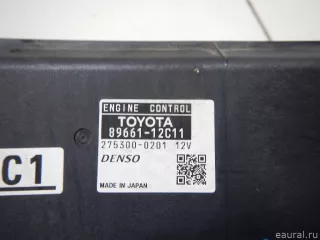 ENGINE CONTROL
TOYOTA
89661-12C11
275300-0201 12V
DENSO
MADE IN JAPAN
C1
eaural.ru